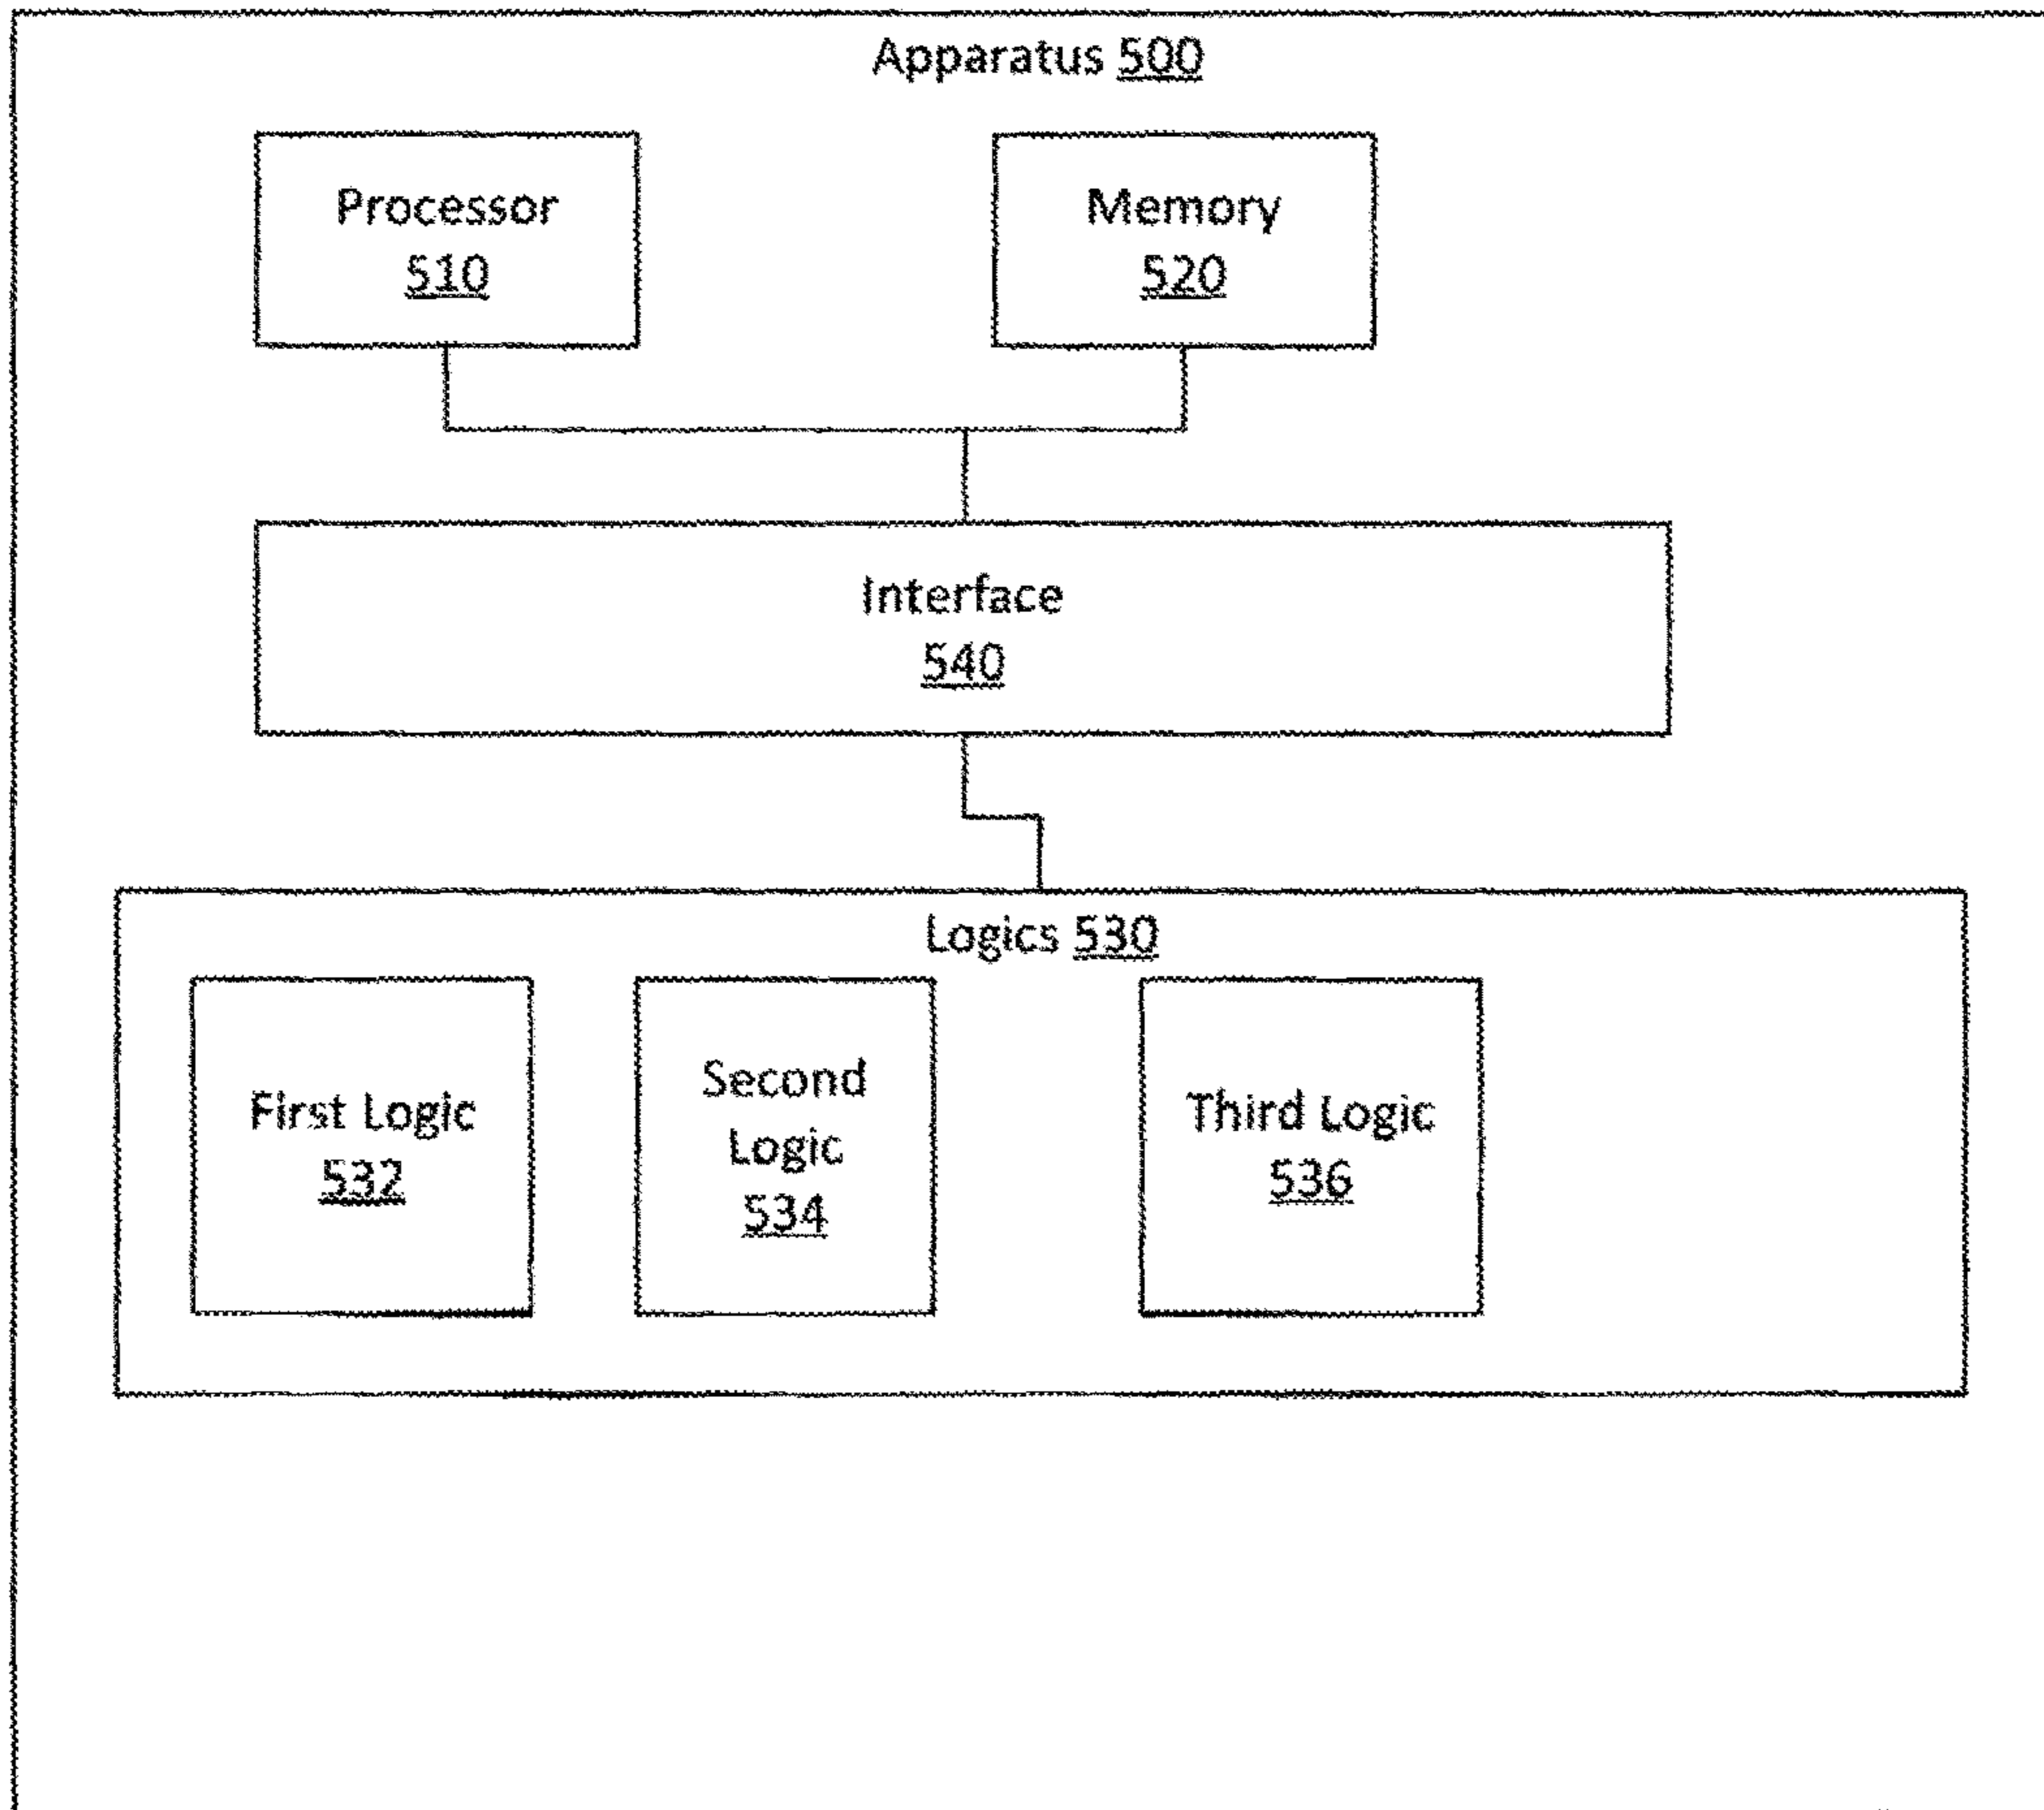 Apparatus 500
Processor
510
Memory
520
Interface
540
Logics 530
First Logic
532
Second
Logic
534
Third Logic
536